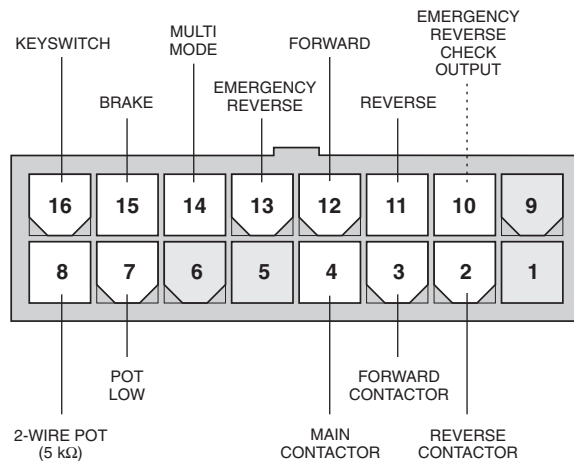 EMERGENCY
REVERSE
CHECK
OUTPUT
MULTI
MODE
KEYSWITCH
FORWARD
BRAKE
EMERGENCY
REVERSE
REVERSE
16 15 14 13 12 11 10 9
8 7 6 5 4 3 2 1
POT
LOW
FORWARD
CONTACTOR
2-WIRE POT
(5 kΩ)
MAIN
CONTACTOR
REVERSE
CONTACTOR